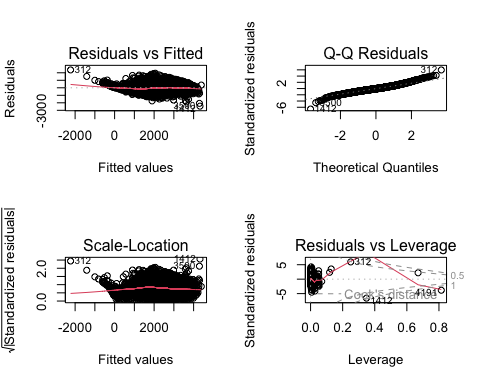 Residuals vs Fitted
Residuals
-3000
312
-2000 0 2000
Fitted values
Q-Q Residuals
Standardized residuals
-6 2
312
1412
-2 0 2
Theoretical Quantiles
Scale-Location
√|Standardized residuals|
0.0 2.0
312
1412
-2000 0 2000
Fitted values
Residuals vs Leverage
Standardized residuals
-5 5
312
4191
1412
Cook's distance
0.5
1
0.0 0.2 0.4 0.6 0.8
Leverage